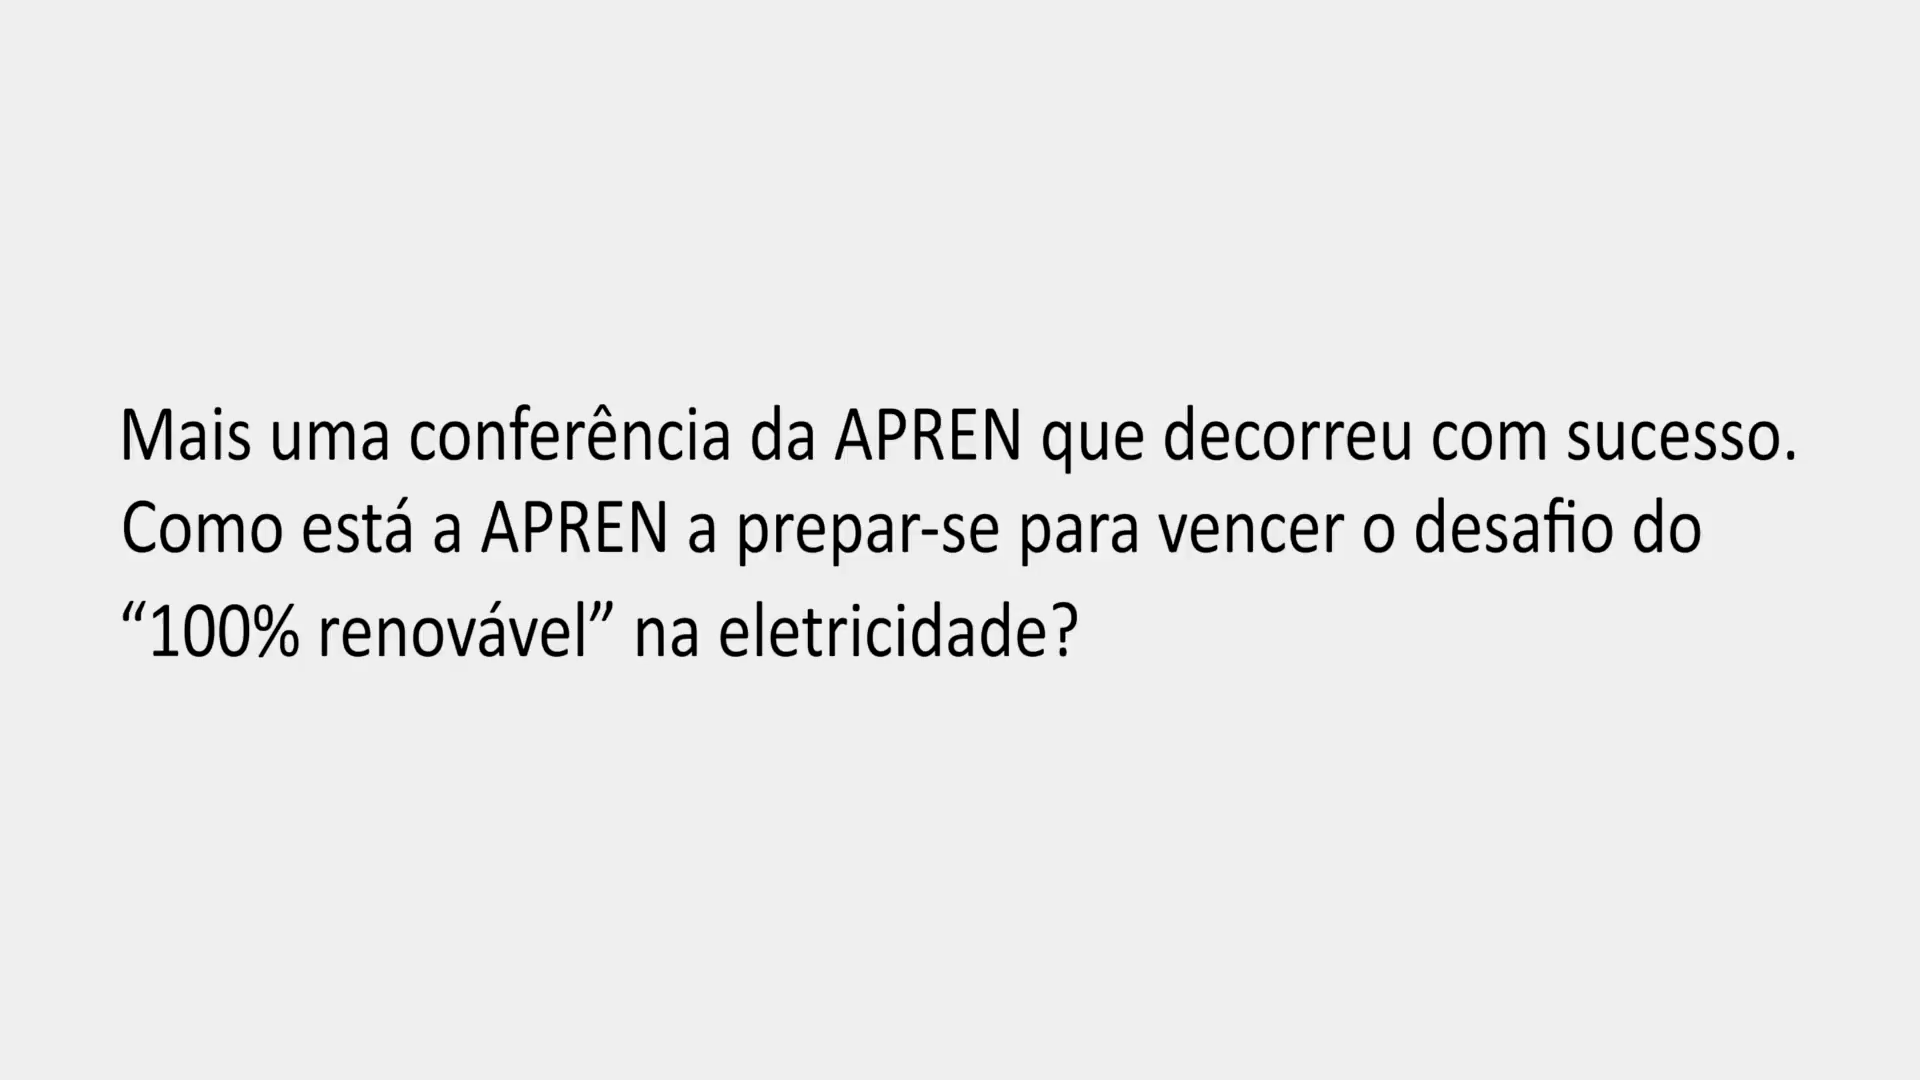 Mais uma conferência da APREN que decorreu com sucesso.
Como está a APREN a prepar-se para vencer o desafio do
“100% renovável” na eletricidade?